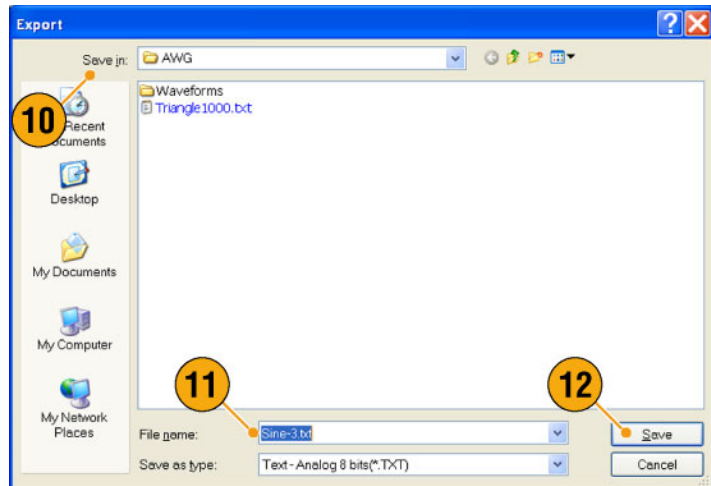 Export
Save in: AWG
10
Recent
Documents
Desktop
My Documents
My Computer
My Network
Places
Waveforms
Triangle1000.txt
11
12
File name: Sine-3.txt
Save
Save as type: Text-Analog 8 bits(*.TXT)
Cancel